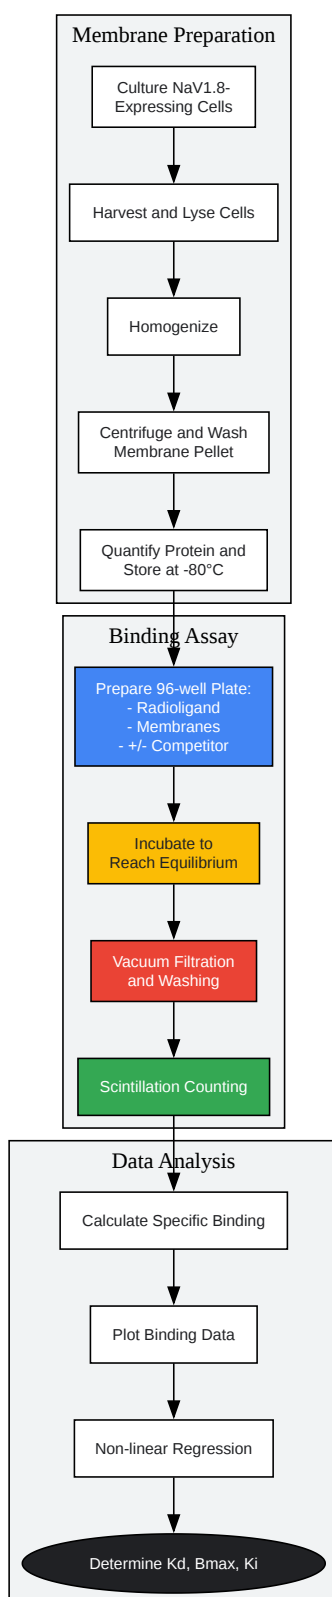 Membrane Preparation
Culture NaV1.8-
Expressing Cells
Harvest and Lyse Cells
Homogenize
Centrifuge and Wash
Membrane Pellet
Quantify Protein and
Store at -80°C
Binding Assay
Prepare 96-well Plate:
- Radioligand
- Membranes
- +/- Competitor
Incubate to
Reach Equilibrium
Vacuum Filtration
and Washing
Scintillation Counting
Data Analysis
Calculate Specific Binding
Plot Binding Data
Non-linear Regression
Determine Kd, Bmax, Ki